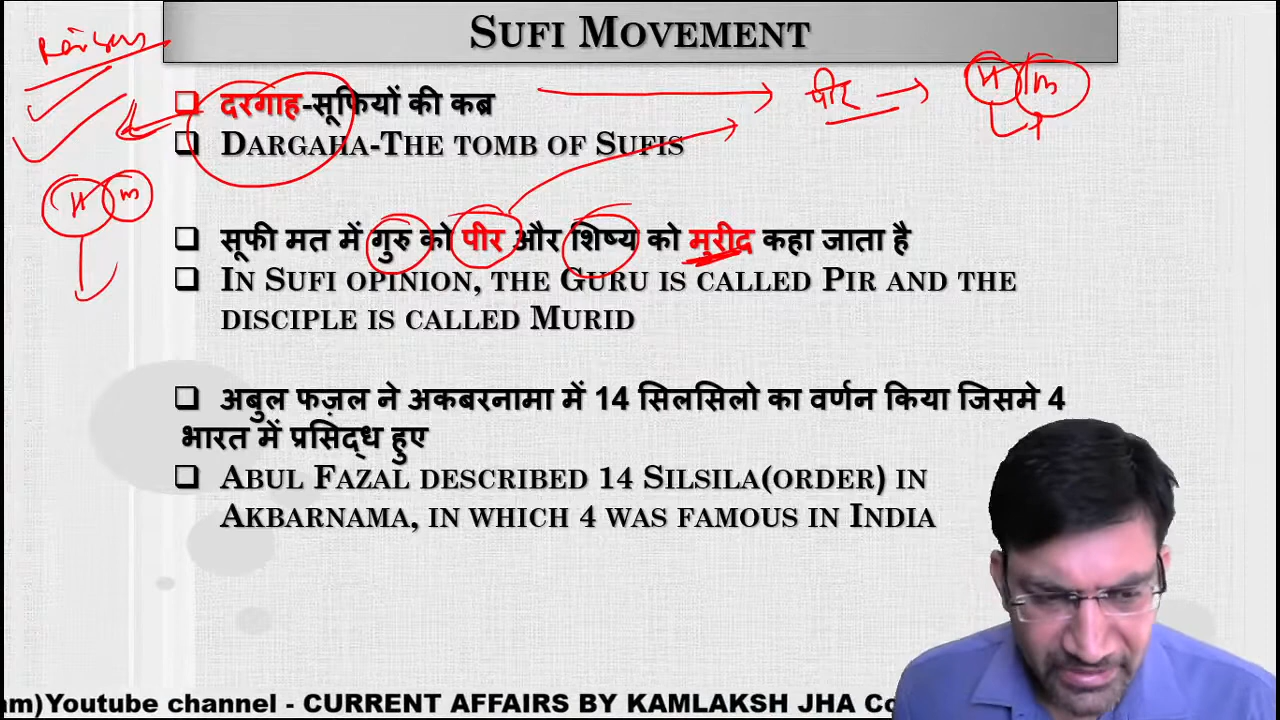 SUFI MOVEMENT
दरगाह-सूफियों की कब्र
DARGAHA-THE TOMB OF SUFIS
पीर
H m
H m
सूफी मत में गुरु को पीर और शिष्य को मुरीद कहा जाता है
IN SUFI OPINION, THE GURU IS CALLED PIR AND THE
DISCIPLE IS CALLED MURID
अबुल फज़ल ने अकबरनामा में 14 सिलसिलो का वर्णन किया जिसमे 4
भारत में प्रसिद्ध हुए
ABUL FAZAL DESCRIBED 14 SILSILA(ORDER) IN
AKBARNAMA, IN WHICH 4 WAS FAMOUS IN INDIA
am)Youtube channel - CURRENT AFFAIRS BY KAMLAKSH JHA Co